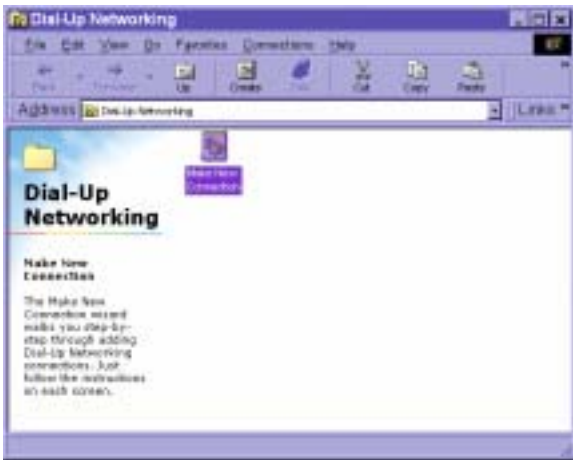 Dial-Up Networking
File Edit View Go Favorites Connections Help
Back Forward Up Create Dial Cut Copy Paste
Address Dial-Up Networking Links
Make New
Connection
Dial-Up
Networking
Make New
Connection
The Make New
Connection wizard
walks you step-by-
step through adding
Dial-Up Networking
connections. Just
follow the instructions
on each screen.